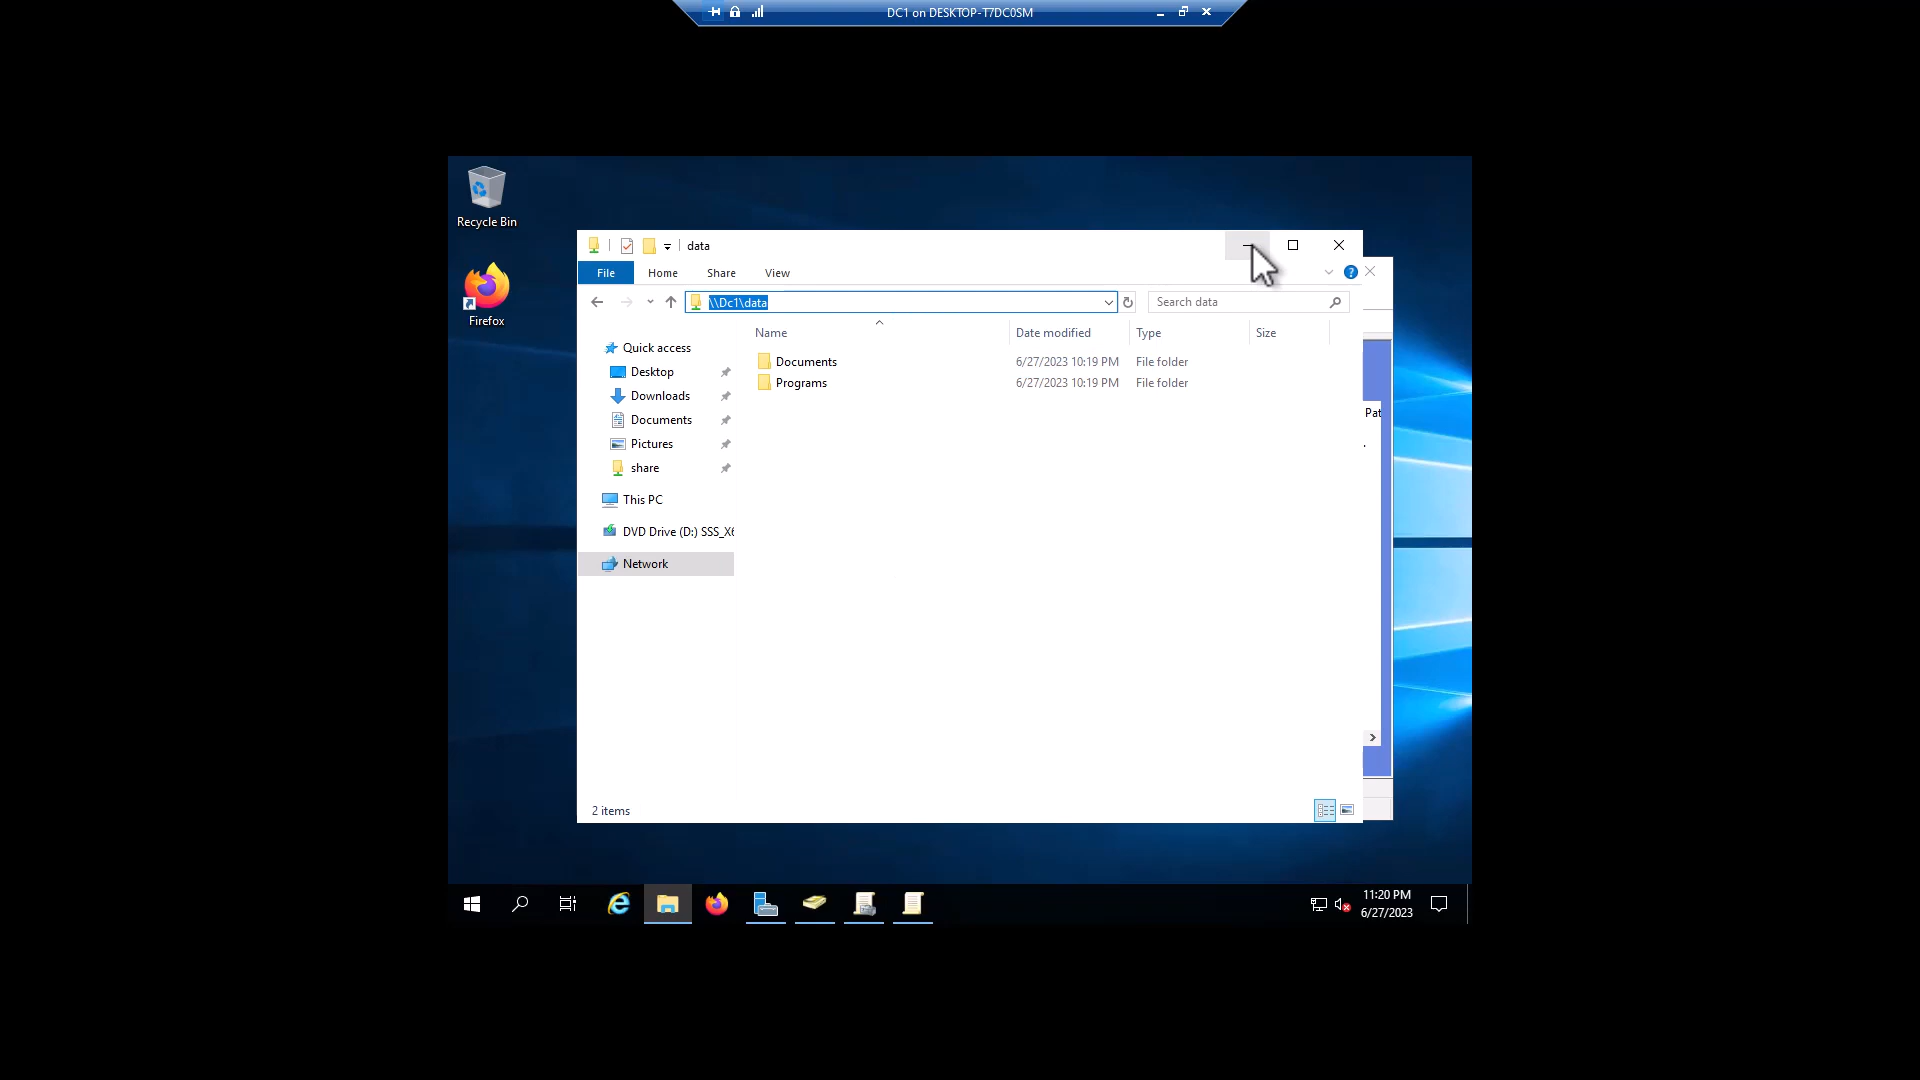 DC1 on DESKTOP-T7DC0SM
Recycle Bin
Firefox
data
File Home Share View
\\Dc1\data
Search data
Name Date modified Type Size
Quick access
Desktop
Downloads
Documents
Pictures
share
This PC
DVD Drive (D:) SSS_X6
Network
Documents 6/27/2023 10:19 PM File folder
Programs 6/27/2023 10:19 PM File folder
Pat
.
2 items
11:20 PM
6/27/2023